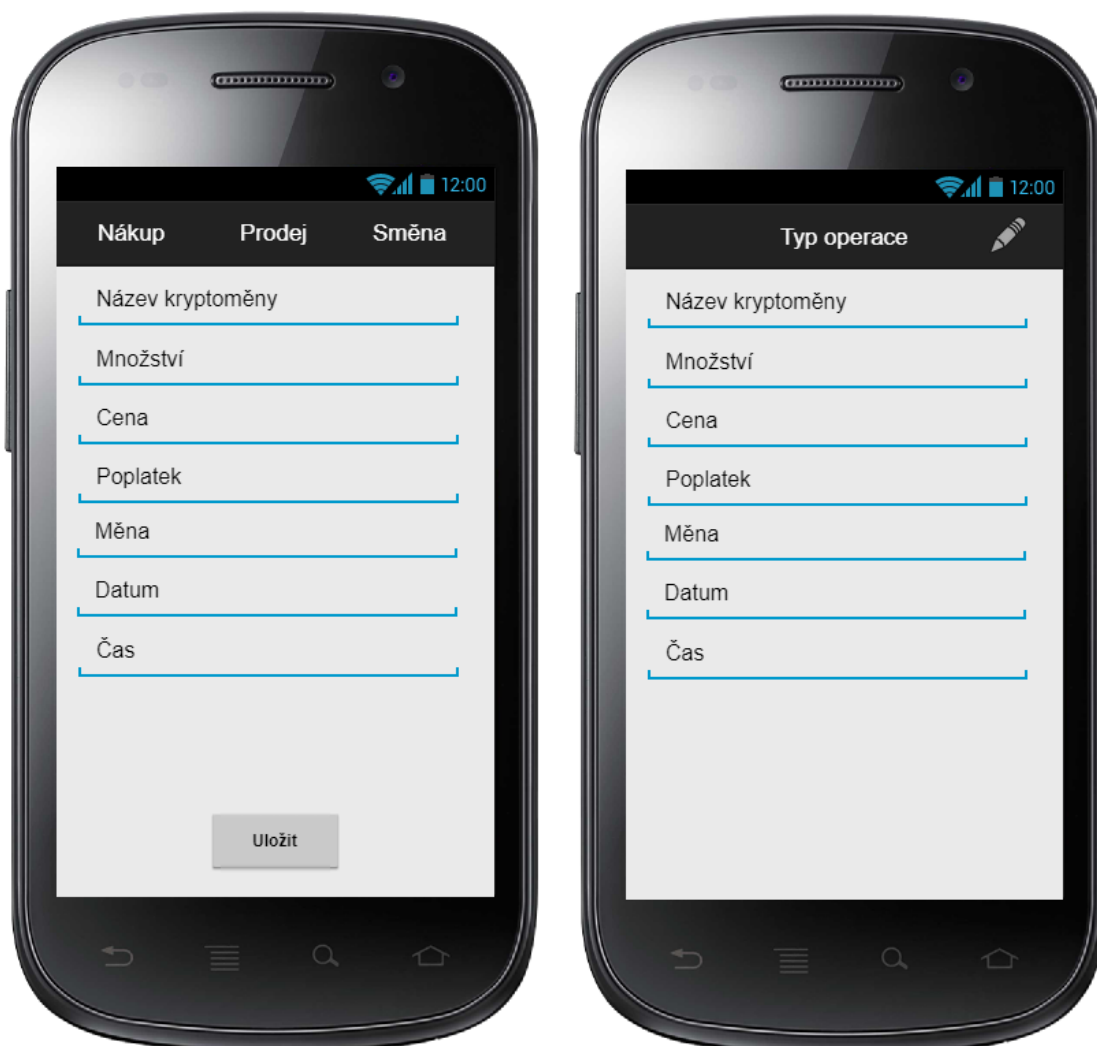 12:00
Nákup Prodej Směna
Název kryptoměny
Množství
Cena
Poplatek
Měna
Datum
Čas
Uložit
12:00
Typ operace
Název kryptoměny
Množství
Cena
Poplatek
Měna
Datum
Čas